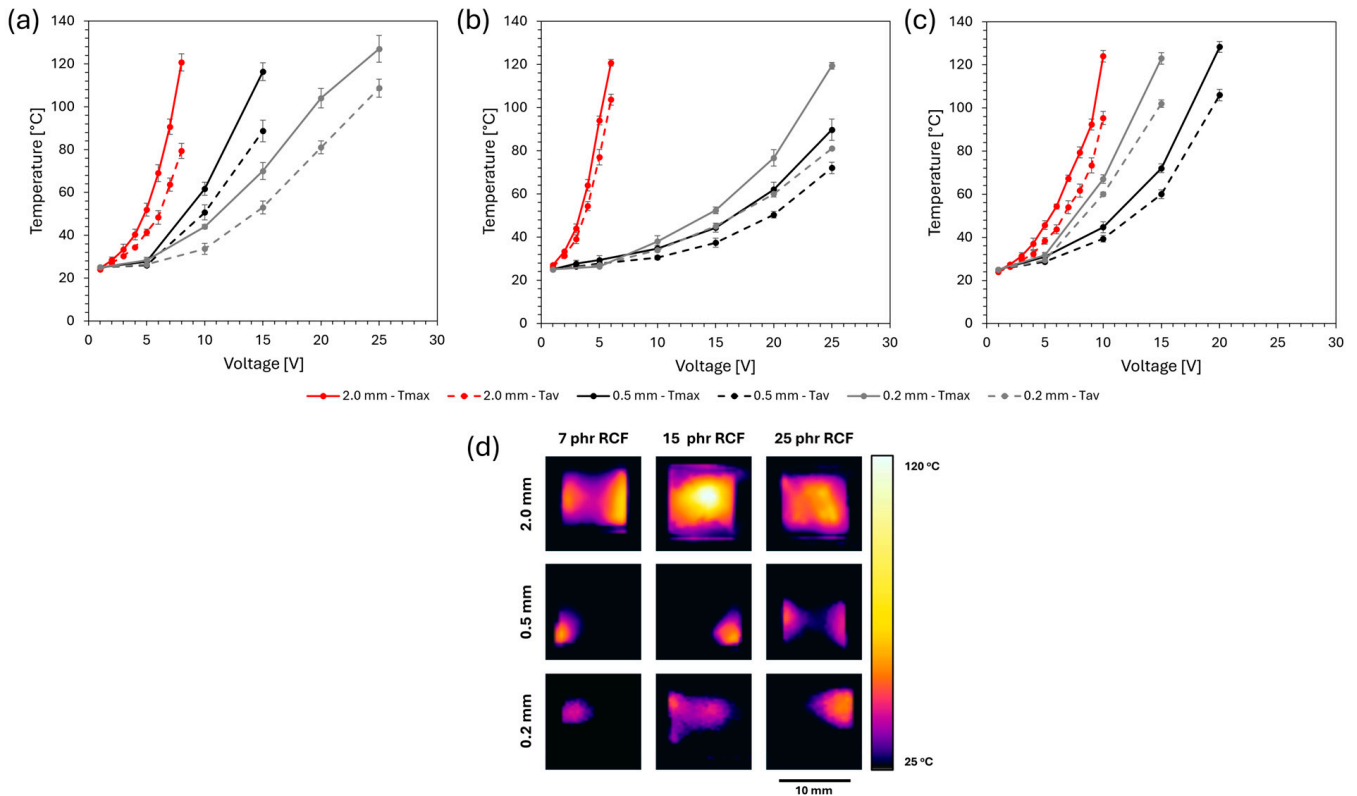 (a)
140
120
100
80
60
40
20
0
Temperature [°C]
0 5 10 15 20 25 30
Voltage [V]
(b)
140
120
100
80
60
40
20
0
Temperature [°C]
0 5 10 15 20 25 30
Voltage [V]
(c)
140
120
100
80
60
40
20
0
Temperature [°C]
0 5 10 15 20 25 30
Voltage [V]
2.0 mm - Tmax 2.0 mm - Tav 0.5 mm - Tmax 0.5 mm - Tav 0.2 mm - Tmax 0.2 mm - Tav
(d)
7 phr RCF 15 phr RCF 25 phr RCF
2.0 mm
0.5 mm
0.2 mm
120 °C
25 °C
10 mm